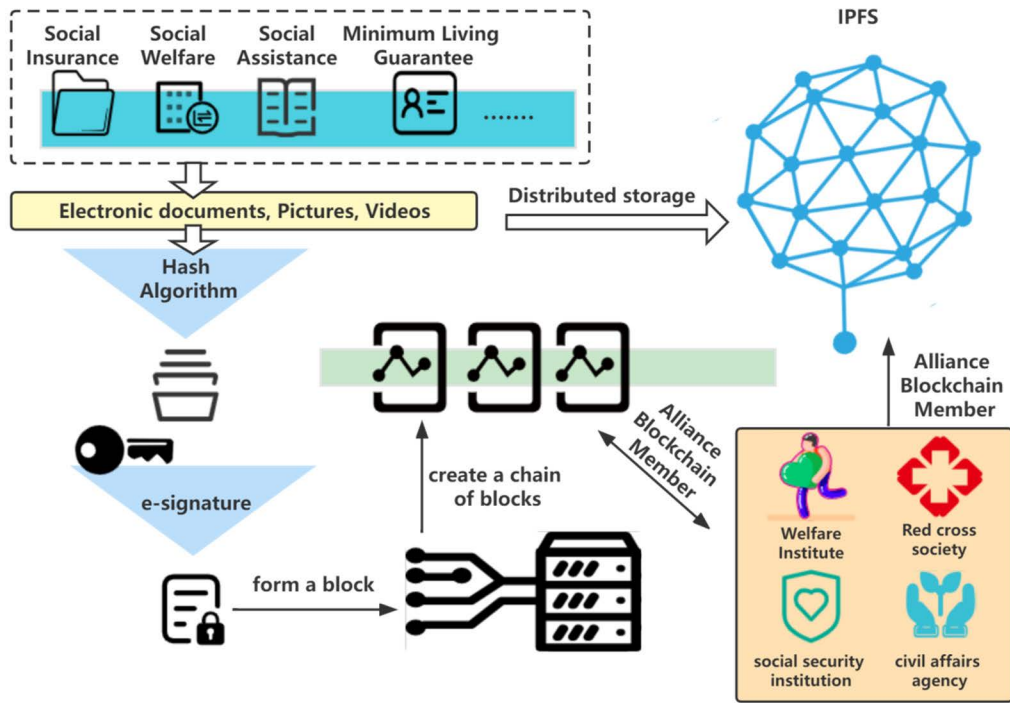 Social
Insurance
Social
Welfare
Social
Assistance
Minimum Living
Guarantee
.......
IPFS
Electronic documents, Pictures, Videos
Distributed storage
Hash
Algorithm
Alliance
Blockchain
Member
Alliance
Blockchain
Member
e-signature
create a chain
of blocks
form a block
Welfare
Institute
Red cross
society
social security
institution
civil affairs
agency